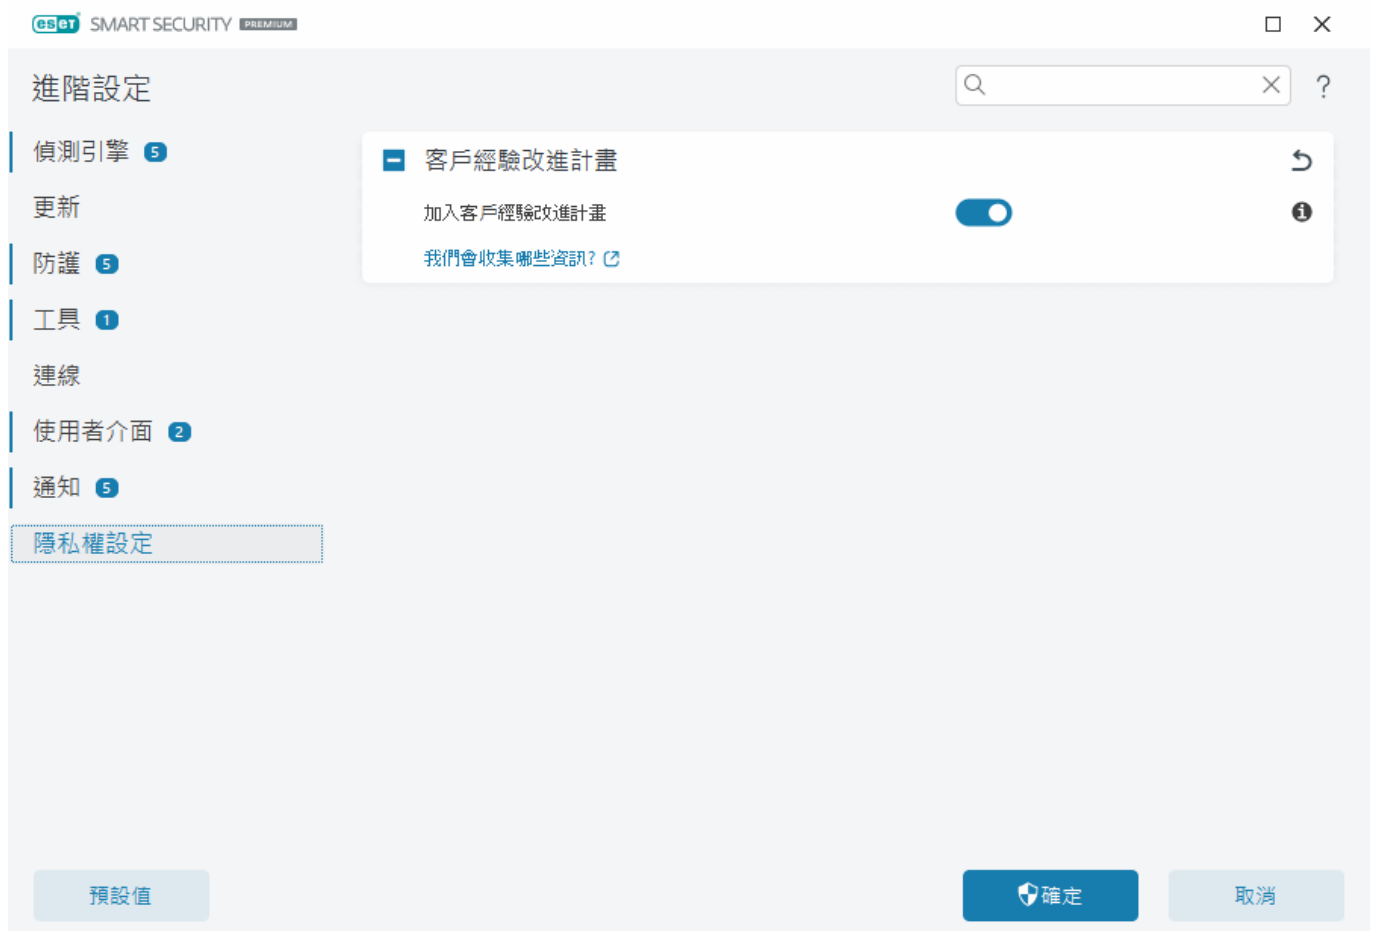 eset SMART SECURITY PREMIUM
進階設定
?
偵測引擎 5
更新
防護 5
工具 1
連線
使用者介面 2
通知 5
隱私權設定
客戶經驗改進計畫
加入客戶經驗改進計畫
我們會收集哪些資訊?
預設值
確定
取消